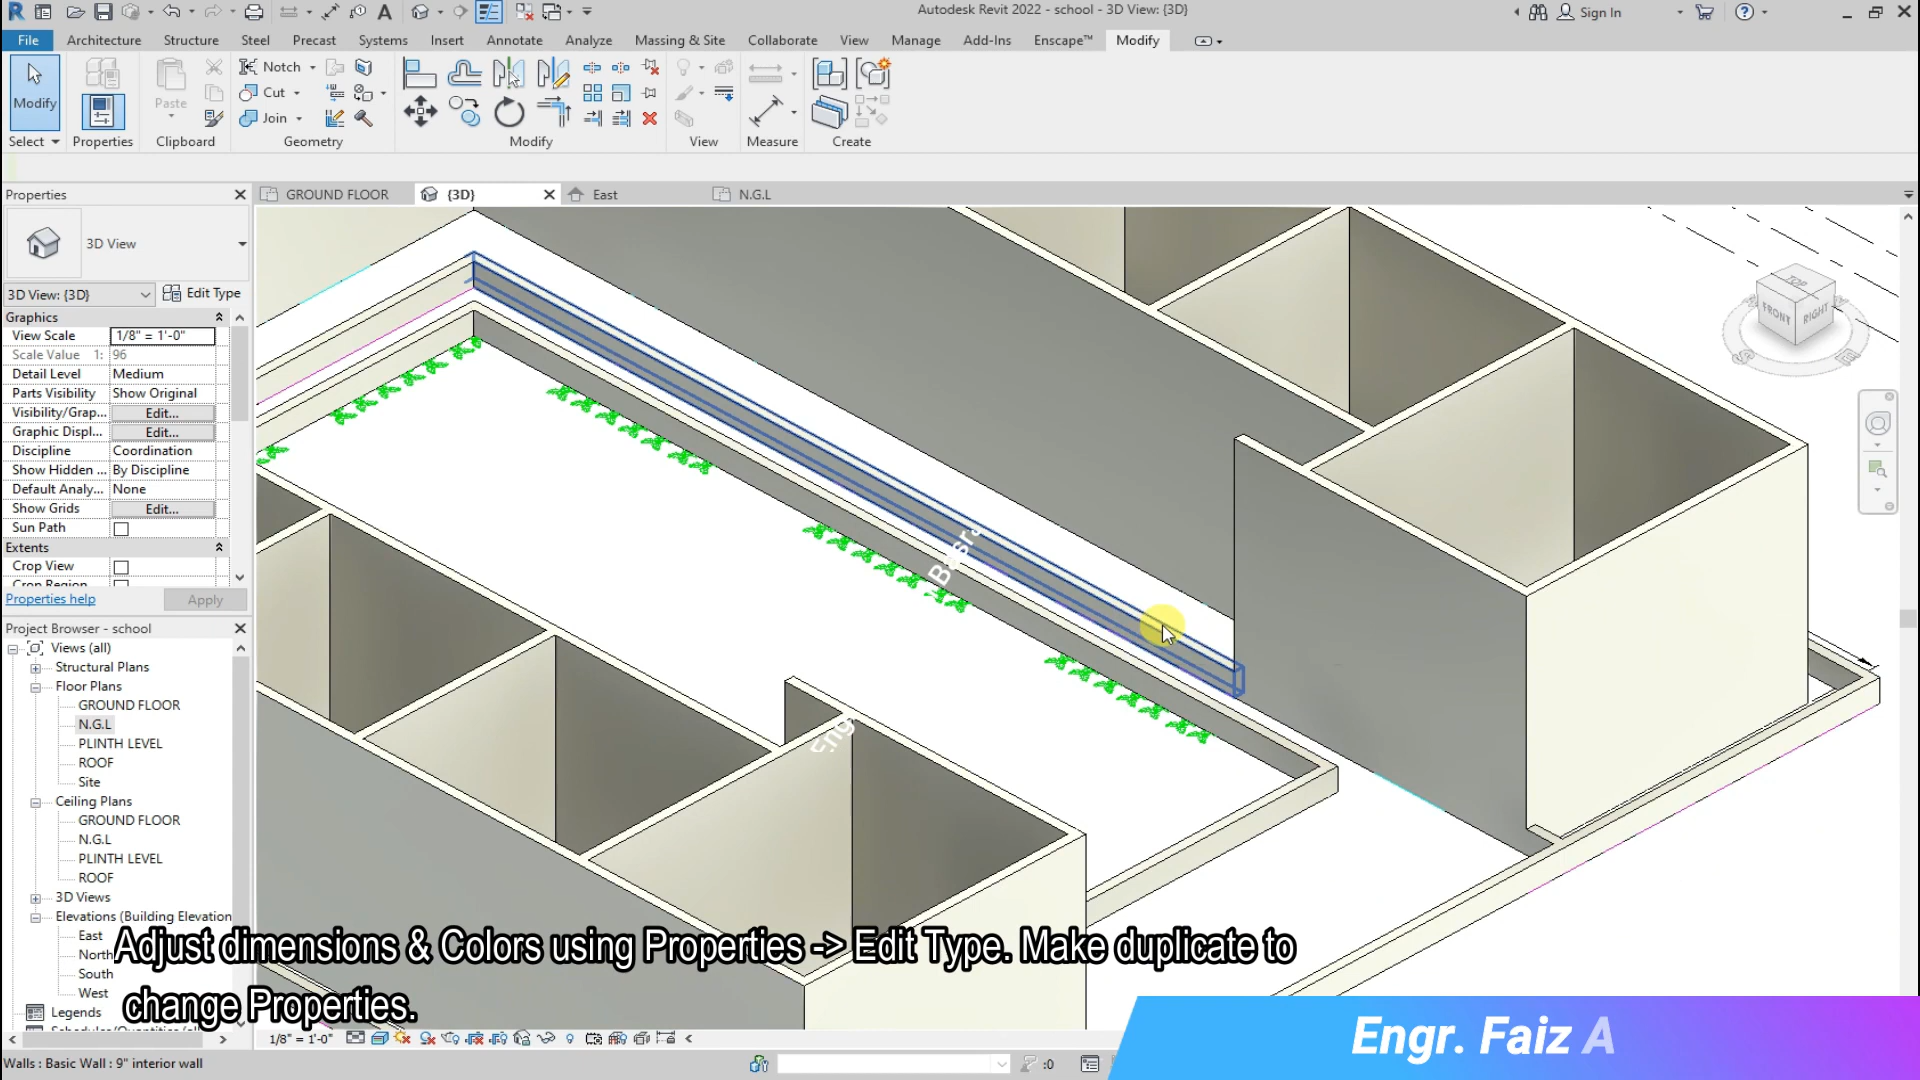 Autodesk Revit 2022 - school - 3D View: {3D}
Sign In
File Architecture Structure Steel Precast Systems Insert Annotate Analyze Massing & Site Collaborate View Manage Add-Ins Enscape™ Modify
Modify
Paste
Notch
Cut
Join
Select Properties Clipboard Geometry Modify View Measure Create
Properties
GROUND FLOOR {3D} East N.G.L
3D View
3D View: {3D} Edit Type
Graphics
View Scale 1/8" = 1'-0"
Scale Value 1: 96
Detail Level Medium
Parts Visibility Show Original
Visibility/Grap... Edit...
Graphic Displ... Edit...
Discipline Coordination
Show Hidden ... By Discipline
Default Analy... None
Show Grids Edit...
Sun Path
Extents
Crop View
Crop Region
Properties help Apply
Project Browser - school
Views (all)
Structural Plans
Floor Plans
GROUND FLOOR
N.G.L
PLINTH LEVEL
ROOF
Site
Ceiling Plans
GROUND FLOOR
N.G.L
PLINTH LEVEL
ROOF
3D Views
Elevations (Building Elevation
East
North
South
West
Legends
TOP
FRONT
RIGHT
S
E
Basra
Engr
Adjust dimensions & Colors using Properties -> Edit Type. Make duplicate to
change Properties.
1/8" = 1'-0"
Engr. Faiz A
Walls : Basic Wall : 9" interior wall
:0